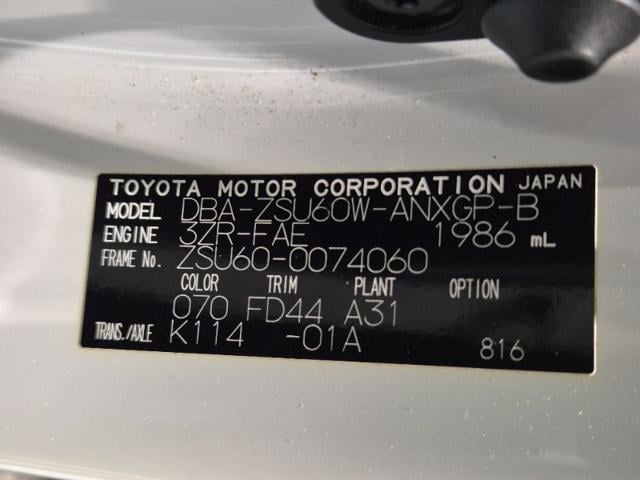 TOYOTA MOTOR CORPORATION JAPAN
MODEL DBA-ZSU60W-ANXGP-B
ENGINE 3ZR-FAE 1986 mL
FRAME No. ZSU60-0074060
COLOR TRIM PLANT OPTION
070 FD44 A31
TRANS./AXLE K114 -01A
816